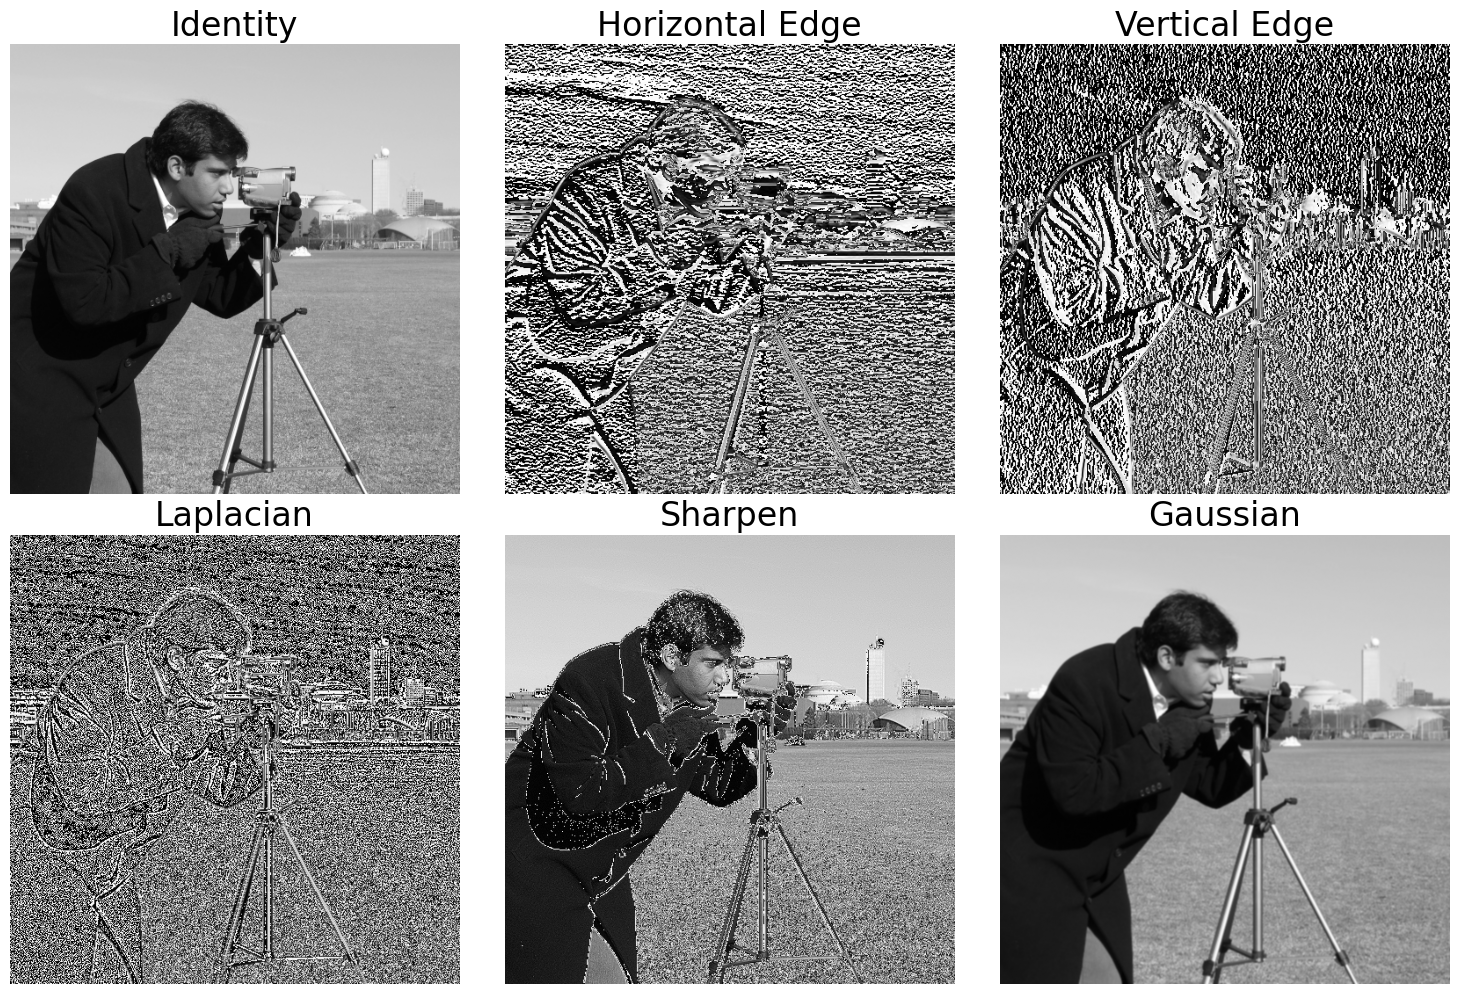 Identity
Horizontal Edge
Vertical Edge
Laplacian
Sharpen
Gaussian